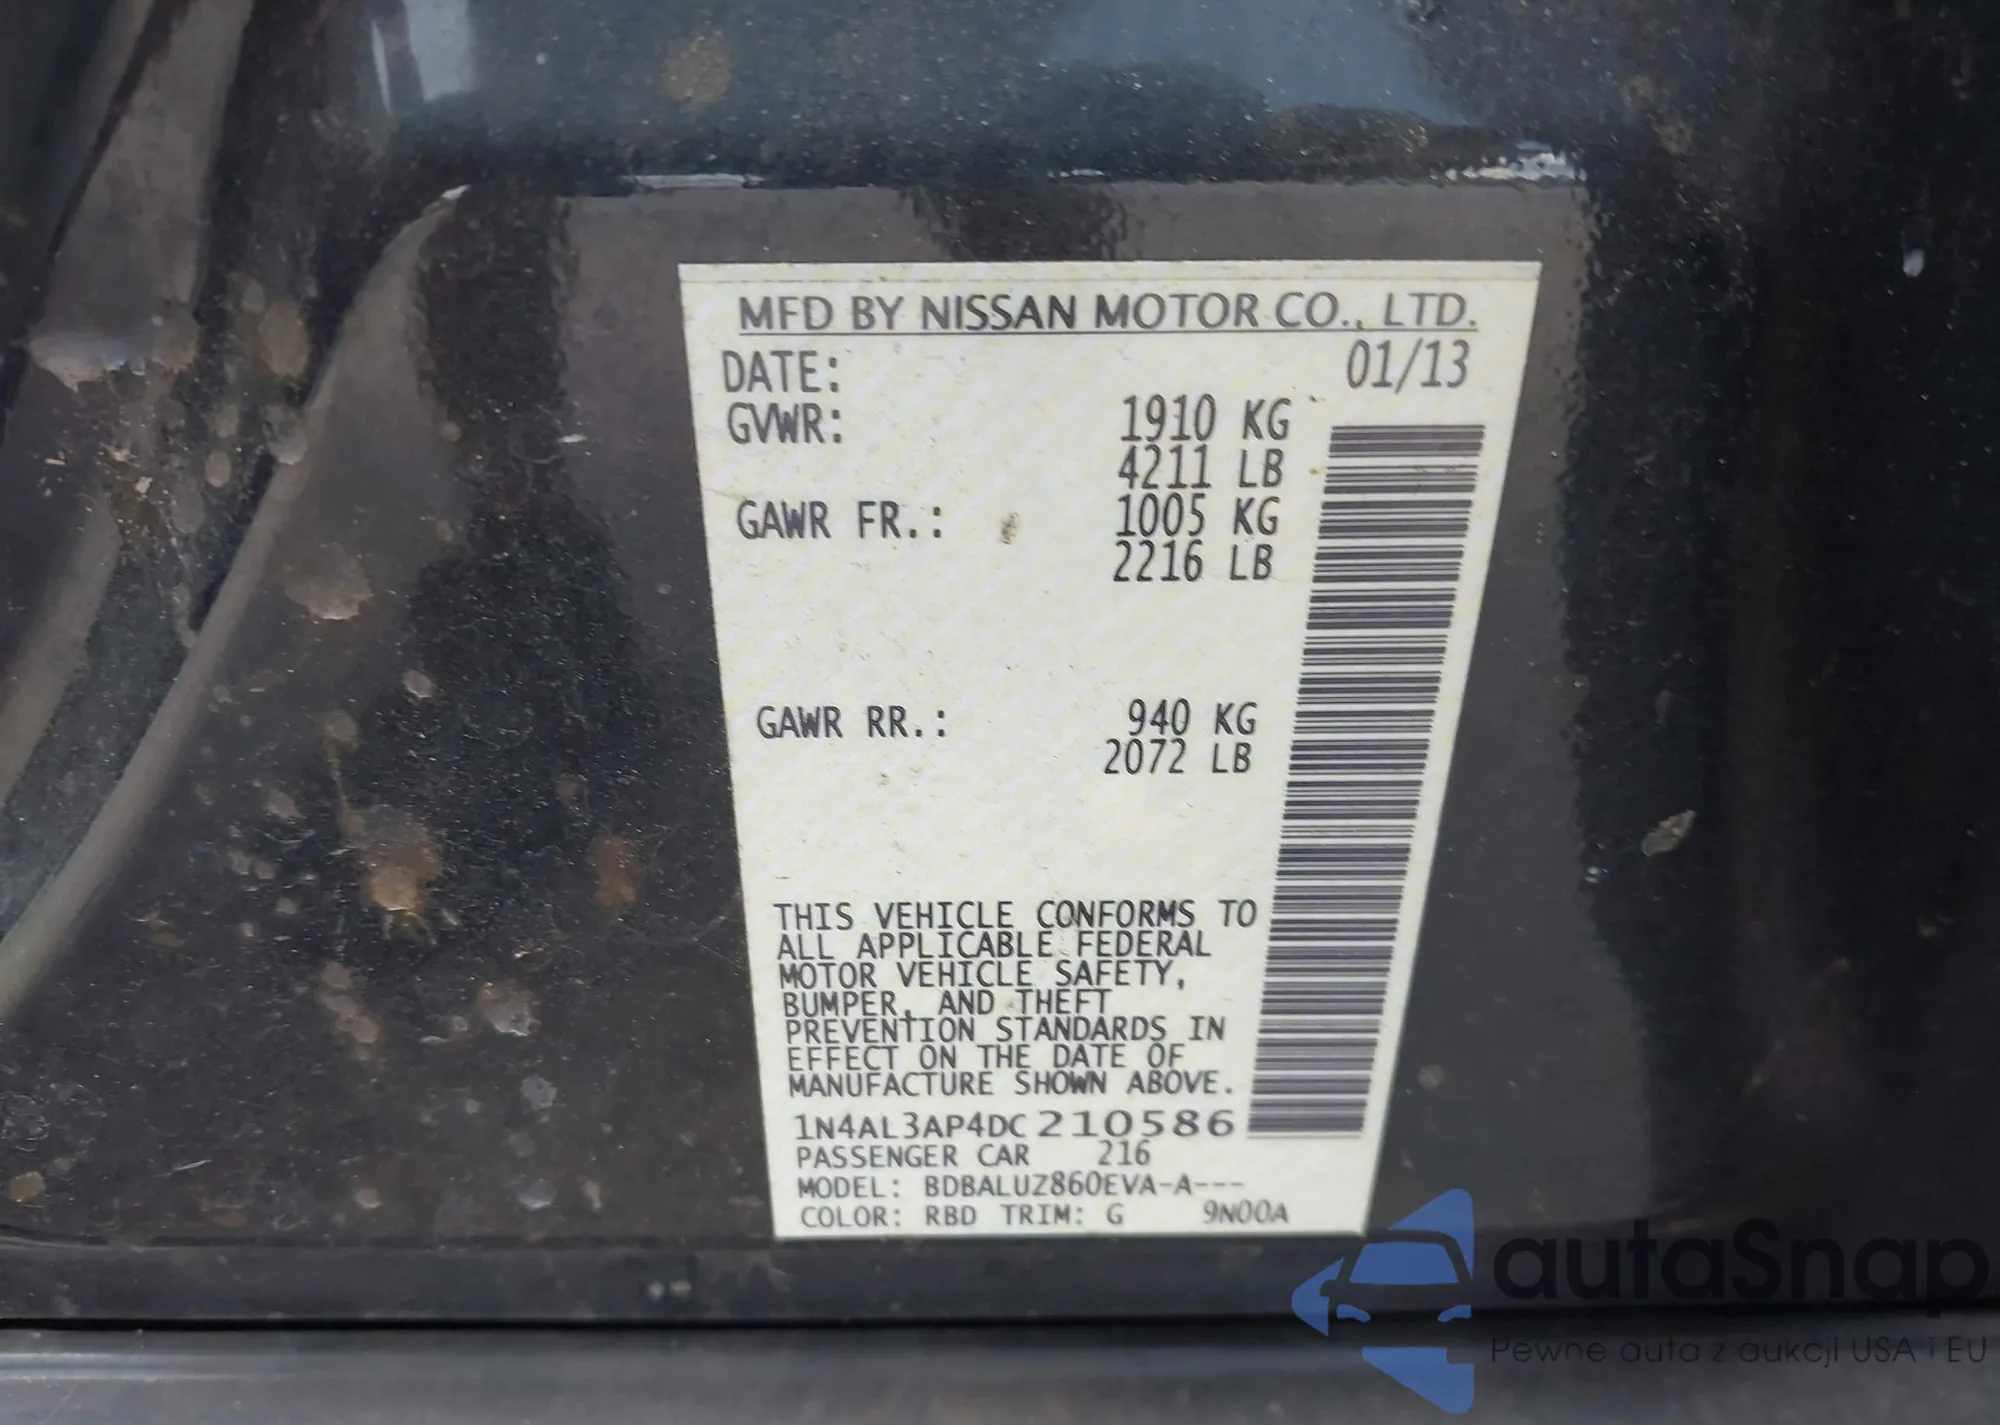 MFD BY NISSAN MOTOR CO., LTD.
DATE: 01/13
GVWR: 1910 KG
4211 LB
GAWR FR.: 1005 KG
2216 LB
GAWR RR.: 940 KG
2072 LB
THIS VEHICLE CONFORMS TO
ALL APPLICABLE FEDERAL
MOTOR VEHICLE SAFETY,
BUMPER, AND THEFT
PREVENTION STANDARDS IN
EFFECT ON THE DATE OF
MANUFACTURE SHOWN ABOVE.
1N4AL3AP4DC210586
PASSENGER CAR 216
MODEL: BDBALUZ860EVA-A---
COLOR: RBD TRIM: G 9N00A
autaSnap
Pewne auta z aukcji USA i EU